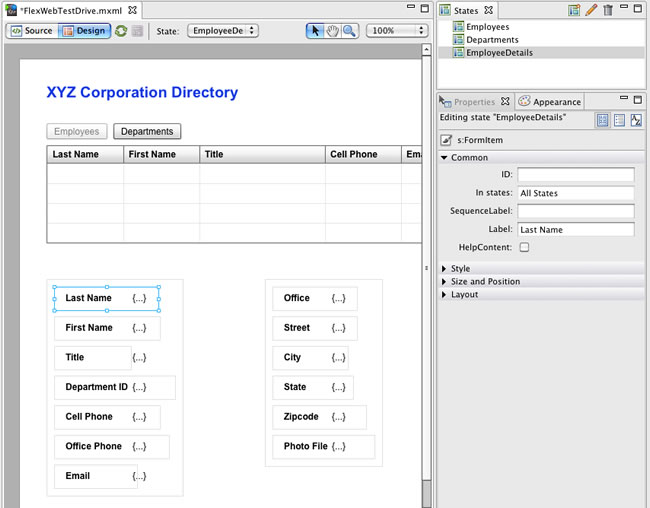 *FlexWebTestDrive.mxml
Source Design State: EmployeeDe 100%
XYZ Corporation Directory
Employees Departments
Last Name First Name Title Cell Phone Ema
Last Name {...}
First Name {...}
Title {...}
Department ID {...}
Cell Phone {...}
Office Phone {...}
Email {...}
Office {...}
Street {...}
City {...}
State {...}
Zipcode {...}
Photo File {...}
States
Employees
Departments
EmployeeDetails
Properties Appearance
Editing state "EmployeeDetails"
s:FormItem
Common
ID:
In states: All States
SequenceLabel:
Label: Last Name
HelpContent:
Style
Size and Position
Layout